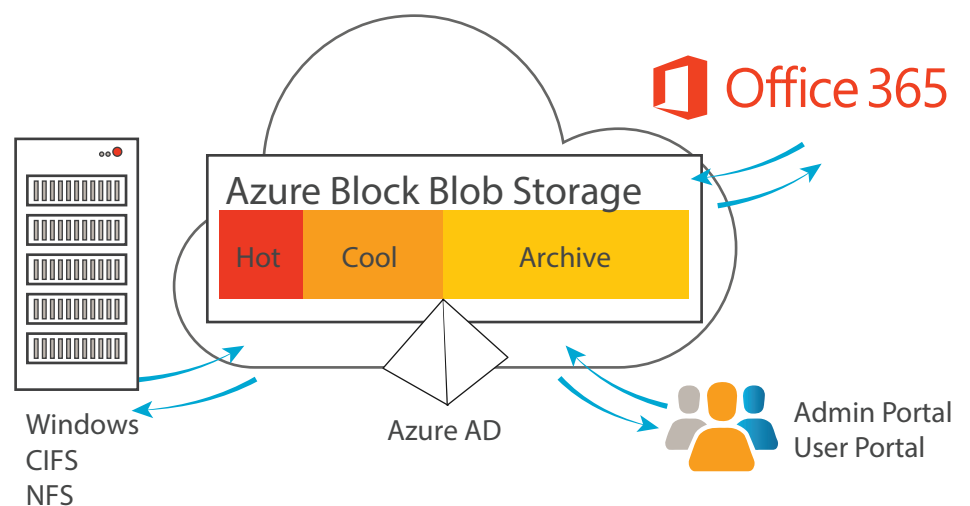 Office 365
Azure Block Blob Storage
Hot
Cool
Archive
Windows
CIFS
NFS
Azure AD
Admin Portal
User Portal